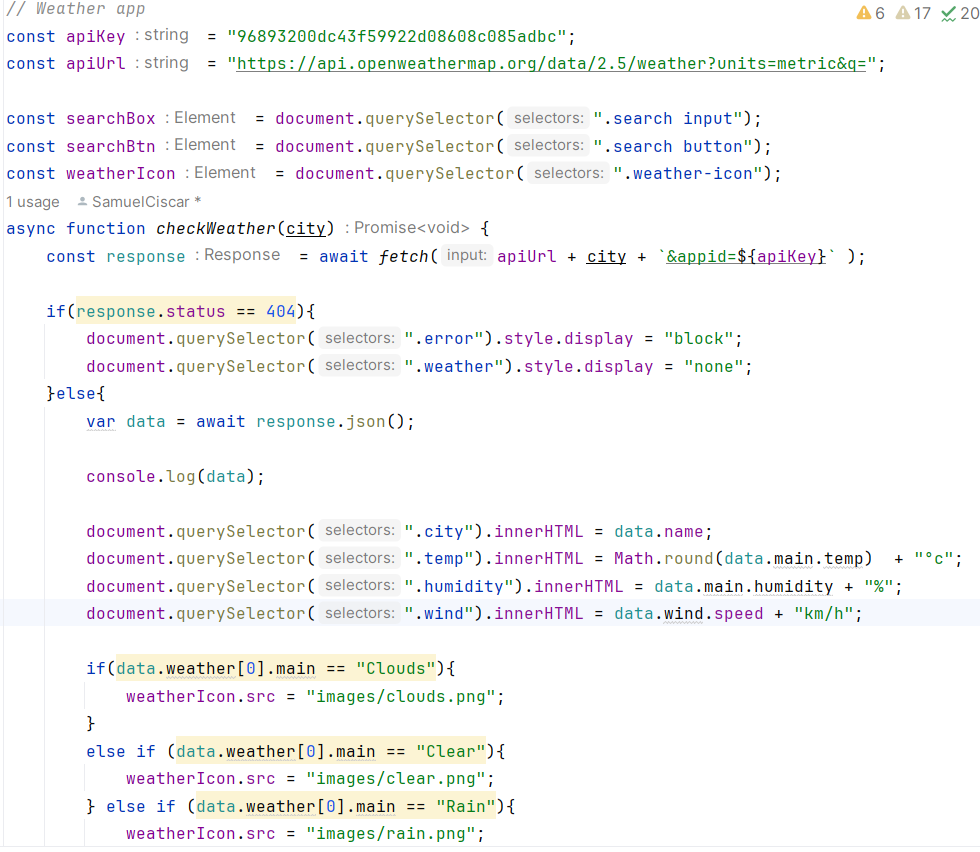 // Weather app
⚠ 6 ⚠ 17 ✓ 20
const apiKey : string = "96893200dc43f59922d08608c085adbc";
const apiUrl : string = "https://api.openweathermap.org/data/2.5/weather?units=metric&q=";
const searchBox : Element = document.querySelector( selectors: ".search input");
const searchBtn : Element = document.querySelector( selectors: ".search button");
const weatherIcon : Element = document.querySelector( selectors: ".weather-icon");
1 usage SamuelCiscar *
async function checkWeather(city) : Promise<void> {
const response : Response = await fetch( input: apiUrl + city + `&appid=${apiKey}` );
if(response.status == 404){
document.querySelector( selectors: ".error").style.display = "block";
document.querySelector( selectors: ".weather").style.display = "none";
}else{
var data = await response.json();
console.log(data);
document.querySelector( selectors: ".city").innerHTML = data.name;
document.querySelector( selectors: ".temp").innerHTML = Math.round(data.main.temp) + "°c";
document.querySelector( selectors: ".humidity").innerHTML = data.main.humidity + "%";
document.querySelector( selectors: ".wind").innerHTML = data.wind.speed + "km/h";
if(data.weather[0].main == "Clouds"){
weatherIcon.src = "images/clouds.png";
}
else if (data.weather[0].main == "Clear"){
weatherIcon.src = "images/clear.png";
} else if (data.weather[0].main == "Rain"){
weatherIcon.src = "images/rain.png";